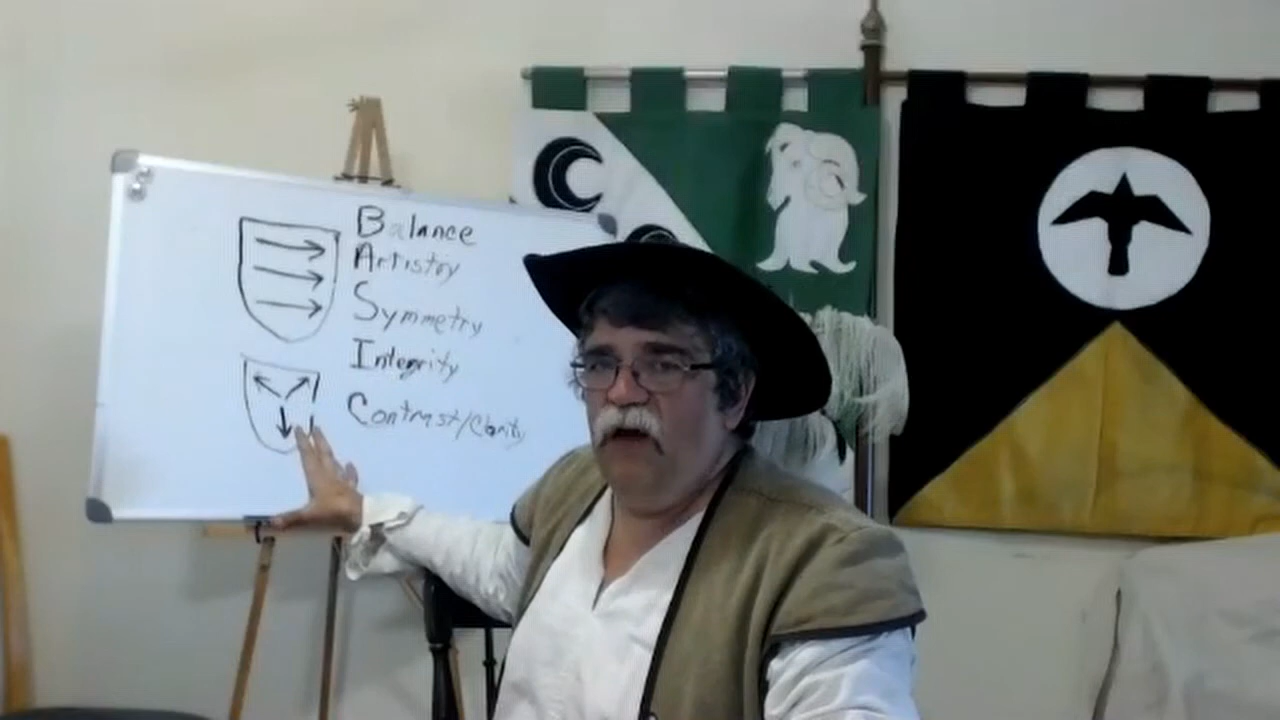 Balance
Artistry
Symmetry
Integrity
Contrast/Clarity